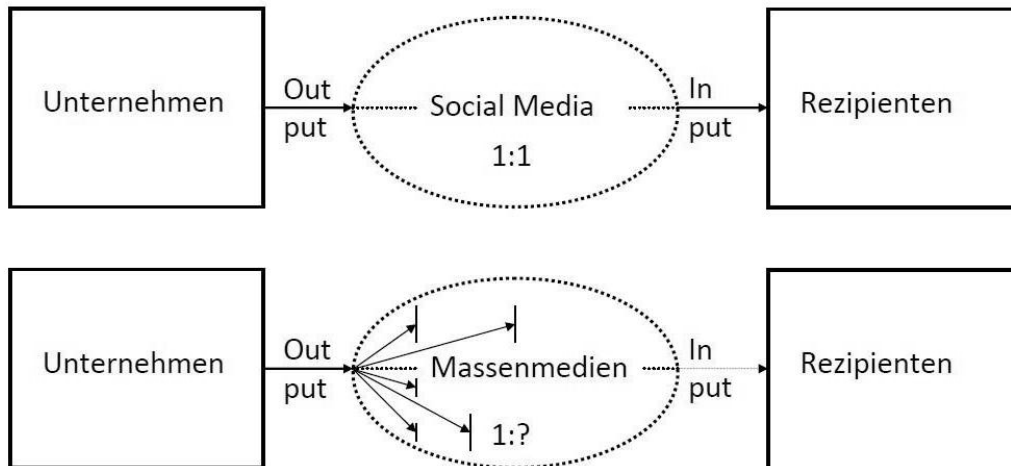 Unternehmen
Out
put
Social Media
1:1
In
put
Rezipienten
Unternehmen
Out
put
Massenmedien
1:?
In
put
Rezipienten